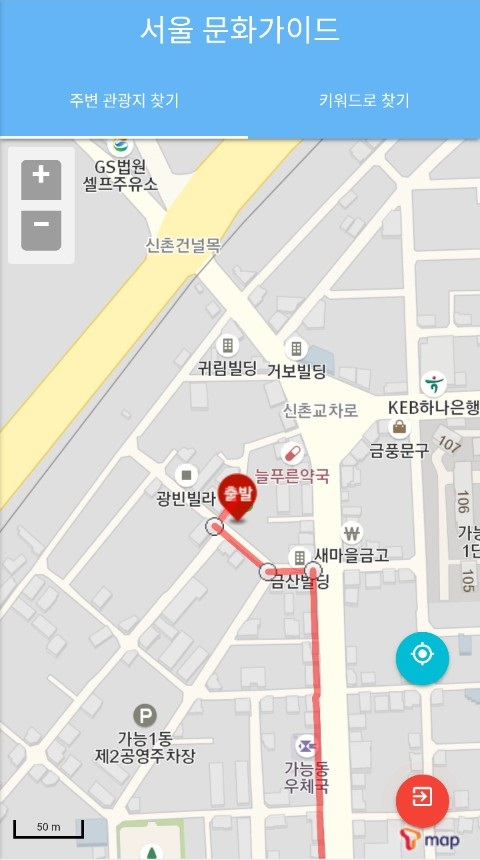 서울 문화가이드
주변 관광지 찾기
키워드로 찾기
+
GS법원
셀프주유소
−
신촌건널목
귀림빌딩
거보빌딩
신촌교차로
KEB하나은행
금풍문구
107
늘푸른약국
광빈빌라
출발
106
새마을금고
가능
1단
금산빌딩
105
P
가능1동
제2공영주차장
가능동
우체국
50 m
T map